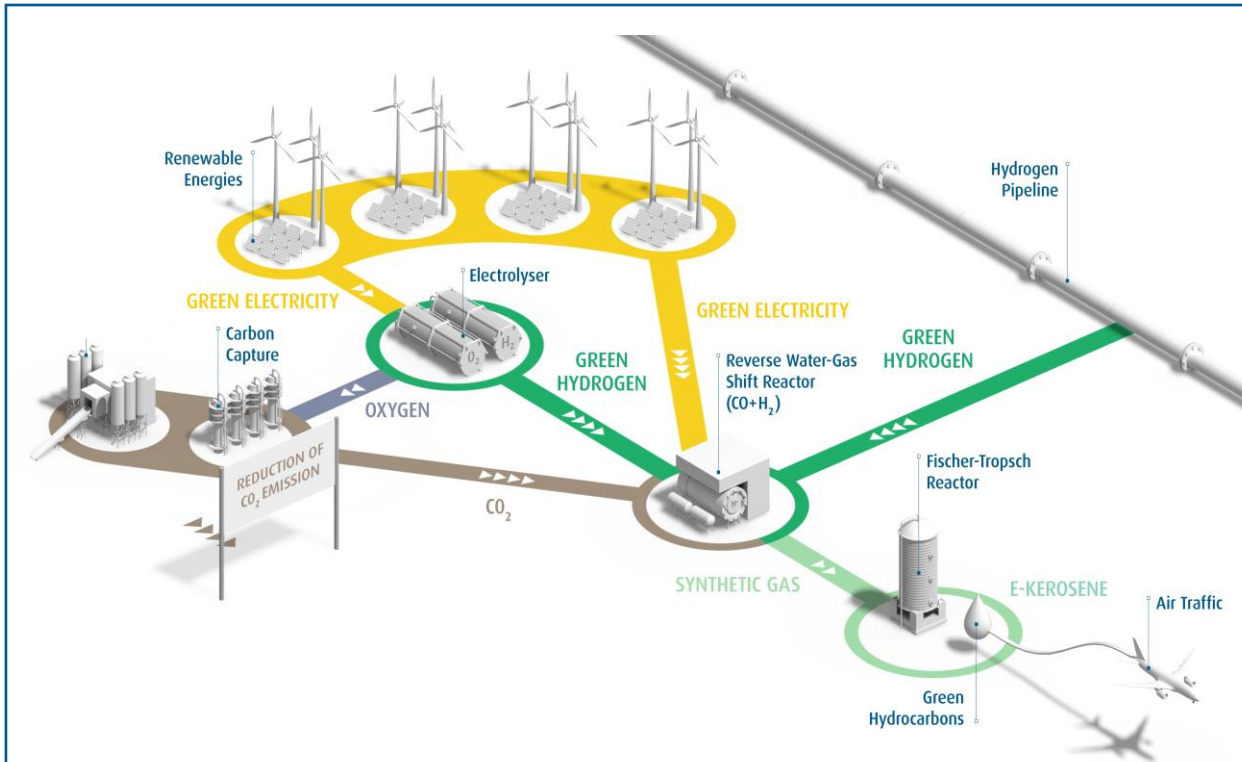 Renewable
Energies
Hydrogen
Pipeline
Electrolyser
GREEN ELECTRICITY
GREEN ELECTRICITY
Carbon
Capture
O₂
H₂
GREEN
HYDROGEN
GREEN
HYDROGEN
Reverse Water-Gas
Shift Reactor
(CO+H₂)
OXYGEN
REDUCTION OF
CO₂ EMISSION
CO₂
Fischer-Tropsch
Reactor
SYNTHETIC GAS
E-KEROSENE
Air Traffic
Green
Hydrocarbons